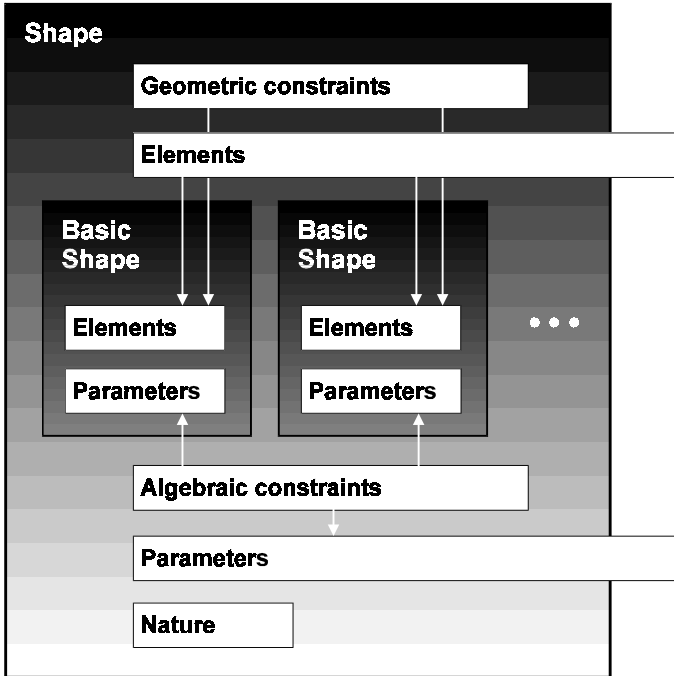 Shape
Geometric constraints
Elements
Basic
Shape
Elements
Parameters
Basic
Shape
Elements
Parameters
Algebraic constraints
Parameters
Nature